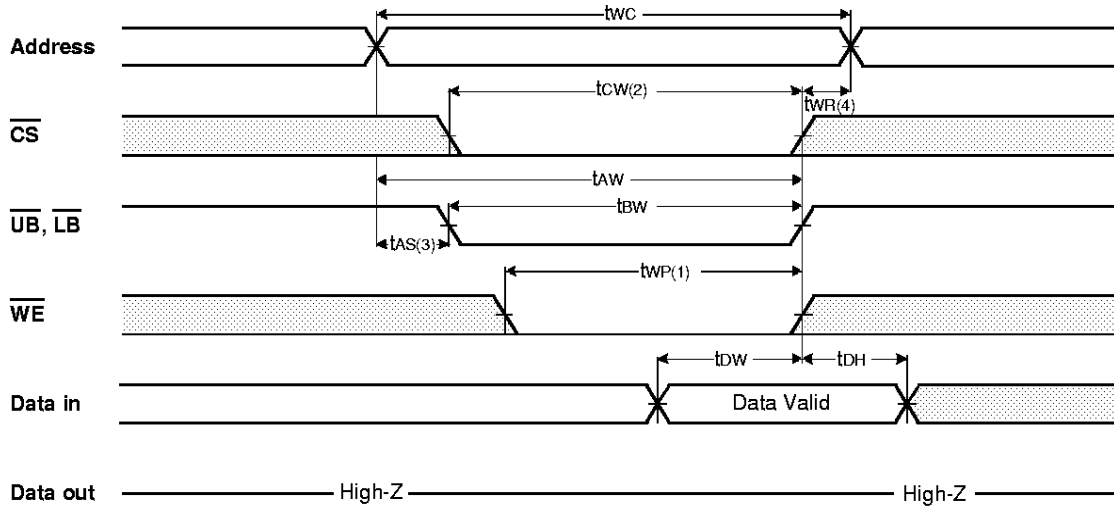 tWC
Address
tCW(2)
tWR(4)
CS
tAW
UB, LB
tBW
tAS(3)
tWP(1)
WE
tDW
tDH
Data in
Data Valid
Data out
High-Z
High-Z